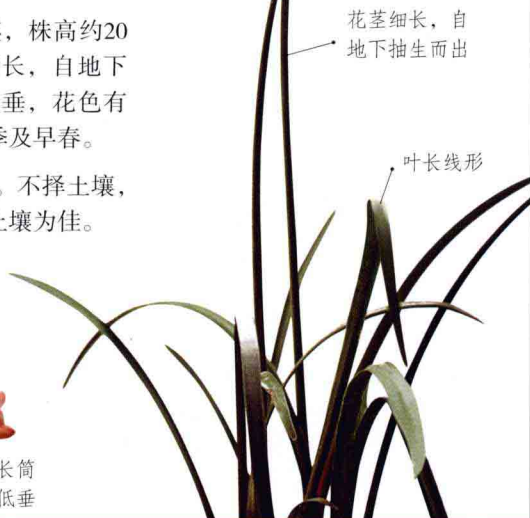 ，株高约20
长，自地下
垂，花色有
季及早春。
。不择土壤，
土壤为佳。
花茎细长，自
地下抽生而出
叶长线形
长筒
低垂